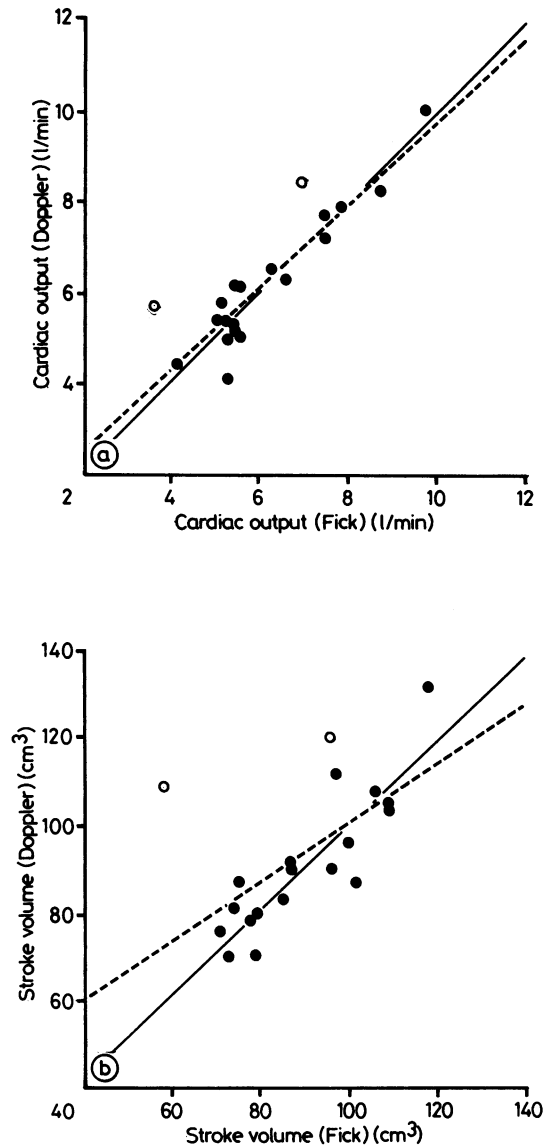 12
10
8
6
4
Cardiac output (Doppler) (l/min)
a
2 4 6 8 10 12
Cardiac output (Fick) (l/min)
140
120
100
80
60
Stroke volume (Doppler) (cm³)
b
40 60 80 100 120 140
Stroke volume (Fick) (cm³)